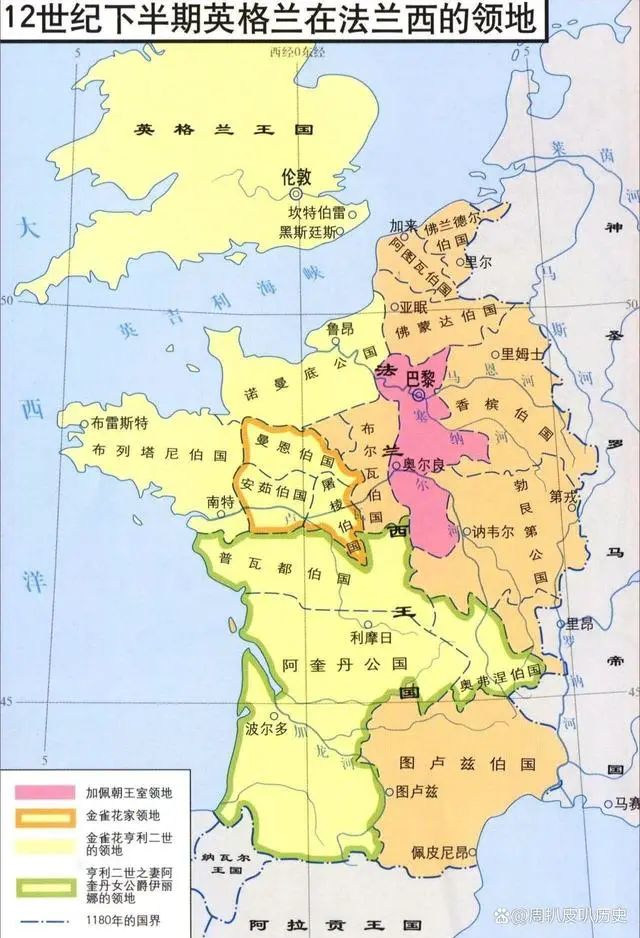 12世纪下半期英格兰在法兰西的领地
西经0东经
5
5
英格兰王国
伦敦
坎特伯雷
黑斯廷斯
莱茵河
神圣罗马帝国
大西洋
英吉利海峡
加来
佛兰德尔伯国
阿图瓦伯国
里尔
马斯河
50
50
亚眠
佛蒙达伯国
鲁昂
诺曼底公国
法兰西王国
巴黎
里姆士
马恩河
香槟伯国
塞纳河
布雷斯特
布列塔尼伯国
曼恩伯国
安茹伯国
屠棱伯国
布尔瓦伯国
奥尔良
南特
卢瓦尔河
讷韦尔
勃艮第公国
第戎
普瓦都伯国
利摩日
阿奎丹公国
奥弗涅伯国
里昂
罗纳河
45
45
波尔多
加龙河
图卢兹伯国
图卢兹
佩皮尼昂
马赛
5
5
纳瓦尔
王国
阿拉贡王国
加佩朝王室领地
金雀花家领地
金雀花亨利二世
的领地
亨利二世之妻阿
奎丹女公爵伊丽
娜的领地
1180年的国界
@周趴皮叭历史